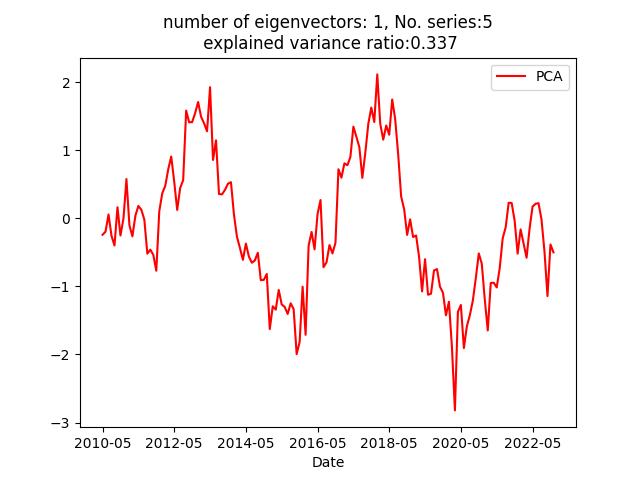 number of eigenvectors: 1, No. series:5
explained variance ratio:0.337
PCA
2
1
0
−1
−2
−3
2010-05 2012-05 2014-05 2016-05 2018-05 2020-05 2022-05
Date